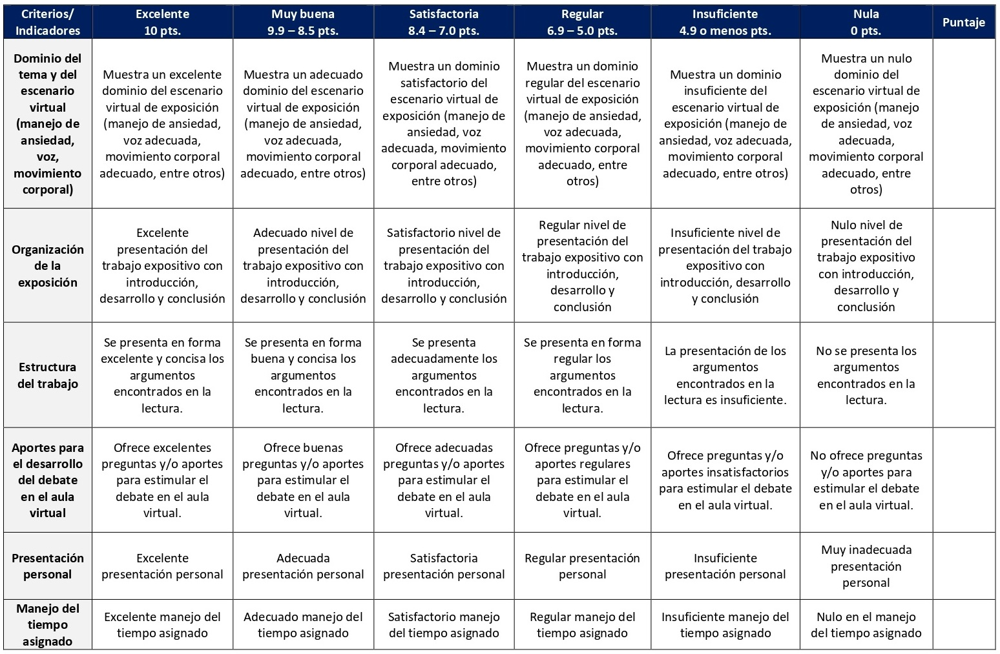 Criterios/
Indicadores
Excelente
10 pts.
Muy buena
9.9 – 8.5 pts.
Satisfactoria
8.4 – 7.0 pts.
Regular
6.9 – 5.0 pts.
Insuficiente
4.9 o menos pts.
Nula
0 pts.
Puntaje
Dominio del
tema y del
escenario
virtual
(manejo de
ansiedad,
voz,
movimiento
corporal)
Muestra un excelente
dominio del escenario
virtual de exposición
(manejo de ansiedad,
voz adecuada,
movimiento corporal
adecuado, entre otros)
Muestra un adecuado
dominio del escenario
virtual de exposición
(manejo de ansiedad,
voz adecuada,
movimiento corporal
adecuado, entre otros)
Muestra un dominio
satisfactorio del
escenario virtual de
exposición (manejo de
ansiedad, voz
adecuada, movimiento
corporal adecuado,
entre otros)
Muestra un dominio
regular del escenario
virtual de exposición
(manejo de ansiedad,
voz adecuada,
movimiento corporal
adecuado, entre
otros)
Muestra un dominio
insuficiente del
escenario virtual de
exposición (manejo de
ansiedad, voz adecuada,
movimiento corporal
adecuado, entre otros)
Muestra un nulo
dominio del
escenario virtual de
exposición (manejo
de ansiedad, voz
adecuada,
movimiento corporal
adecuado, entre
otros)
Organización
de la
exposición
Excelente
presentación del
trabajo expositivo con
introducción,
desarrollo y conclusión
Adecuado nivel de
presentación del
trabajo expositivo con
introducción,
desarrollo y conclusión
Satisfactorio nivel de
presentación del
trabajo expositivo con
introducción,
desarrollo y conclusión
Regular nivel de
presentación del
trabajo expositivo con
introducción,
desarrollo y
conclusión
Insuficiente nivel de
presentación del trabajo
expositivo con
introducción, desarrollo
y conclusión
Nulo nivel de
presentación del
trabajo expositivo
con introducción,
desarrollo y
conclusión
Estructura
del trabajo
Se presenta en forma
excelente y concisa los
argumentos
encontrados en la
lectura.
Se presenta en forma
buena y concisa los
argumentos
encontrados en la
lectura.
Se presenta
adecuadamente los
argumentos
encontrados en la
lectura.
Se presenta en forma
regular los
argumentos
encontrados en la
lectura.
La presentación de los
argumentos
encontrados en la
lectura es insuficiente.
No se presenta los
argumentos
encontrados en la
lectura.
Aportes para
el desarrollo
del debate
en el aula
virtual
Ofrece excelentes
preguntas y/o aportes
para estimular el
debate en el aula
virtual.
Ofrece buenas
preguntas y/o aportes
para estimular el
debate en el aula
virtual.
Ofrece adecuadas
preguntas y/o aportes
para estimular el
debate en el aula
virtual.
Ofrece preguntas y/o
aportes regulares
para estimular el
debate en el aula
virtual.
Ofrece preguntas y/o
aportes insatisfactorios
para estimular el debate
en el aula virtual.
No ofrece preguntas
y/o aportes para
estimular el debate
en el aula virtual.
Presentación
personal
Excelente
presentación personal
Adecuada
presentación personal
Satisfactoria
presentación personal
Regular presentación
personal
Insuficiente
presentación personal
Muy inadecuada
presentación
personal
Manejo del
tiempo
asignado
Excelente manejo del
tiempo asignado
Adecuado manejo del
tiempo asignado
Satisfactorio manejo
del tiempo asignado
Regular manejo del
tiempo asignado
Insuficiente manejo del
tiempo asignado
Nulo en el manejo
del tiempo asignado